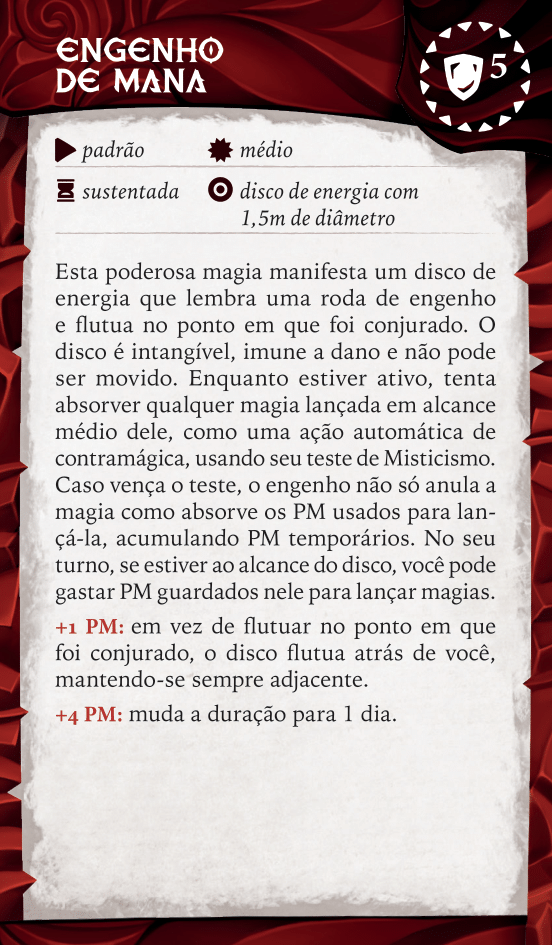 ENGENHO
DE MANA
5
padrão médio
sustentada disco de energia com
1,5m de diâmetro
Esta poderosa magia manifesta um disco de
energia que lembra uma roda de engenho
e flutua no ponto em que foi conjurado. O
disco é intangível, imune a dano e não pode
ser movido. Enquanto estiver ativo, tenta
absorver qualquer magia lançada em alcance
médio dele, como uma ação automática de
contramágica, usando seu teste de Misticismo.
Caso vença o teste, o engenho não só anula a
magia como absorve os PM usados para lan-
çá-la, acumulando PM temporários. No seu
turno, se estiver ao alcance do disco, você pode
gastar PM guardados nele para lançar magias.
+1 PM: em vez de flutuar no ponto em que
foi conjurado, o disco flutua atrás de você,
mantendo-se sempre adjacente.
+4 PM: muda a duração para 1 dia.